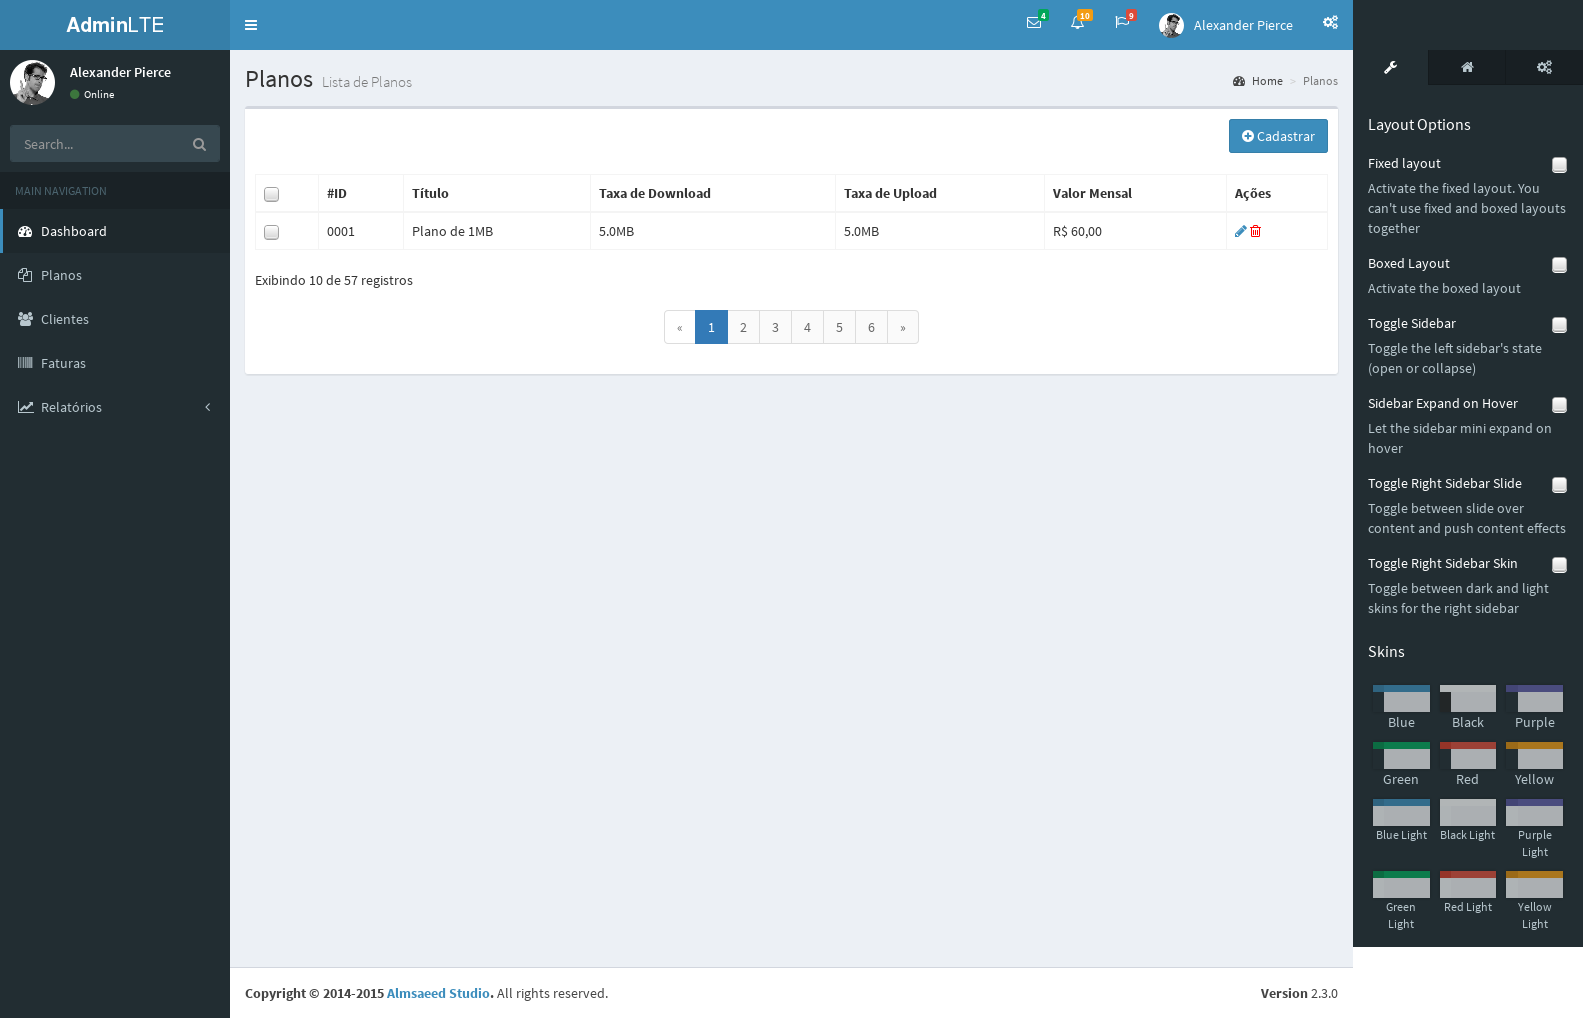 AdminLTE
4
10
9
Alexander Pierce
Alexander Pierce
Online
Search...
MAIN NAVIGATION
Dashboard
Planos
Clientes
Faturas
Relatórios
Planos Lista de Planos
Home > Planos
Cadastrar
#ID Título Taxa de Download Taxa de Upload Valor Mensal Ações
0001 Plano de 1MB 5.0MB 5.0MB R$ 60,00
Exibindo 10 de 57 registros
« 1 2 3 4 5 6 »
Layout Options
Fixed layout
Activate the fixed layout. You
can't use fixed and boxed layouts
together
Boxed Layout
Activate the boxed layout
Toggle Sidebar
Toggle the left sidebar's state
(open or collapse)
Sidebar Expand on Hover
Let the sidebar mini expand on
hover
Toggle Right Sidebar Slide
Toggle between slide over
content and push content effects
Toggle Right Sidebar Skin
Toggle between dark and light
skins for the right sidebar
Skins
Blue Black Purple
Green Red Yellow
Blue Light Black Light Purple
Light
Green Red Light Yellow
Light Light
Copyright © 2014-2015 Almsaeed Studio. All rights reserved.
Version 2.3.0